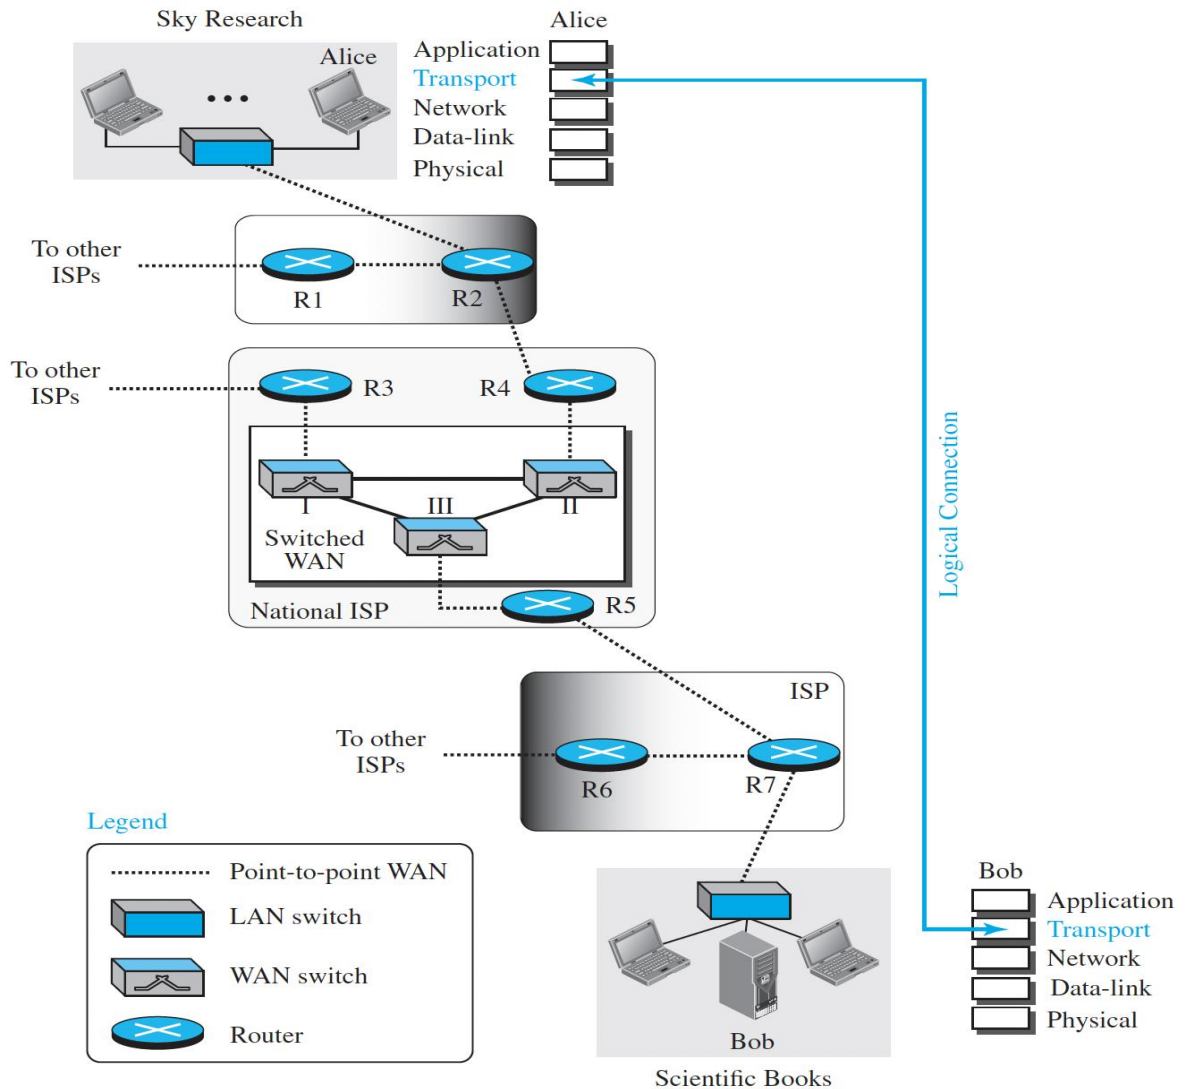 Sky Research
Alice
Alice
Application
Transport
Network
Data-link
Physical
To other
ISPs
R1
R2
To other
ISPs
R3
R4
I
III
II
Switched
WAN
National ISP
R5
Logical Connection
ISP
To other
ISPs
R6
R7
Legend
Point-to-point WAN
LAN switch
WAN switch
Router
Bob
Scientific Books
Bob
Application
Transport
Network
Data-link
Physical